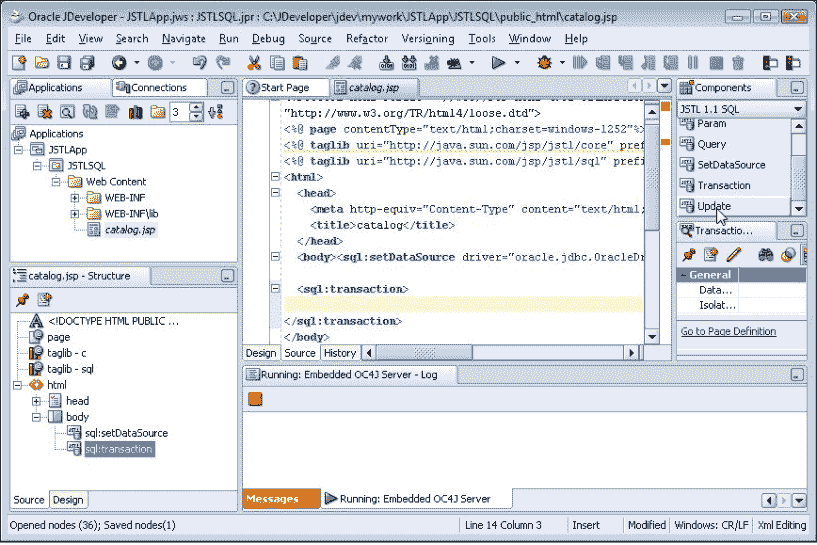 Oracle JDeveloper - JSTLApp.jws : JSTLSQL.jpr : C:\JDeveloper\jdev\mywork\JSTLApp\JSTLSQL\public_html\catalog.jsp
File Edit View Search Navigate Run Debug Source Refactor Versioning Tools Window Help
Applications Connections
3
Applications
JSTLApp
JSTLSQL
Web Content
WEB-INF
WEB-INF\lib
catalog.jsp
catalog.jsp - Structure
<!DOCTYPE HTML PUBLIC ...
page
taglib - c
taglib - sql
html
head
body
sql:setDataSource
sql:transaction
Source Design
Start Page catalog.jsp
"http://www.w3.org/TR/html4/loose.dtd">
<%@ page contentType="text/html;charset=windows-1252"%>
<%@ taglib uri="http://java.sun.com/jsp/jstl/core" pref
<%@ taglib uri="http://java.sun.com/jsp/jstl/sql" prefi
<html>
<head>
<meta http-equiv="Content-Type" content="text/html;
<title>catalog</title>
</head>
<body><sql:setDataSource driver="oracle.jdbc.OracleDr
<sql:transaction>
</sql:transaction>
</body>
Design Source History
Components
JSTL 1.1 SQL
Param
Query
SetDataSource
Transaction
Update
Transactio...
General
Data...
Isolat...
Go to Page Definition
Running: Embedded OC4J Server - Log
Messages Running: Embedded OC4J Server
Opened nodes (36); Saved nodes(1) Line 14 Column 3 Insert Modified Windows: CR/LF Xml Editing